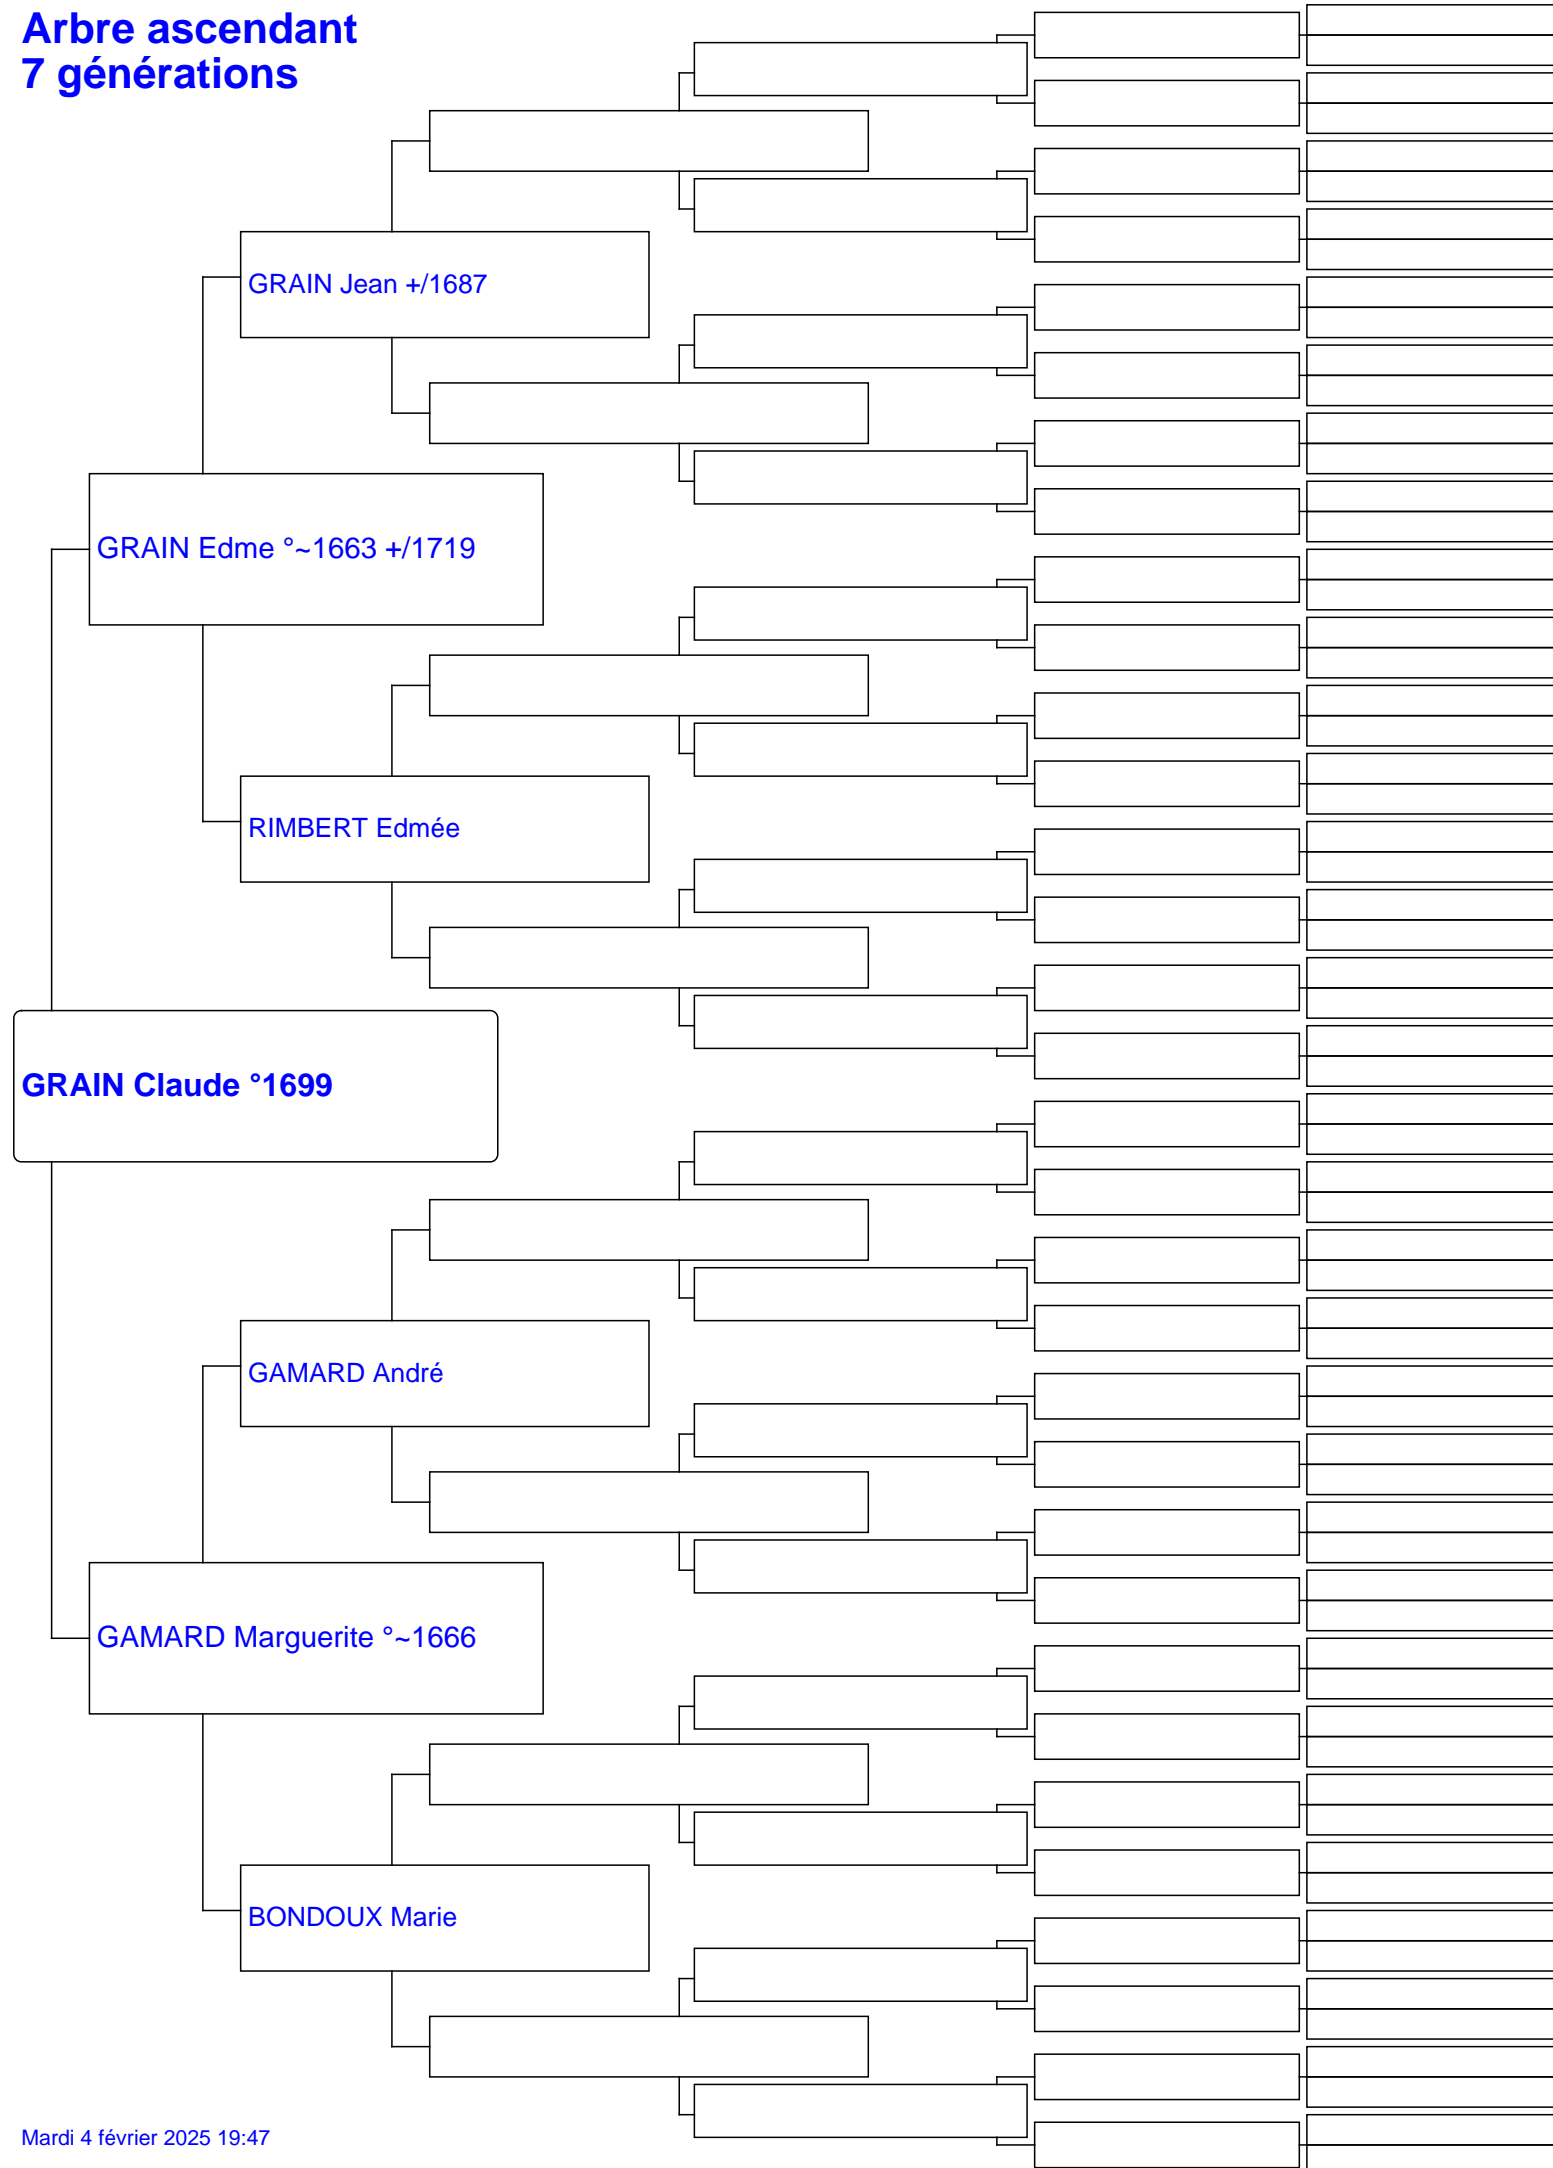 Arbre ascendant
7 générations
GRAIN Jean +/1687
GRAIN Edme °~1663 +/1719
RIMBERT Edmée
GRAIN Claude °1699
GAMARD André
GAMARD Marguerite °~1666
BONDOUX Marie
Mardi 4 février 2025 19:47